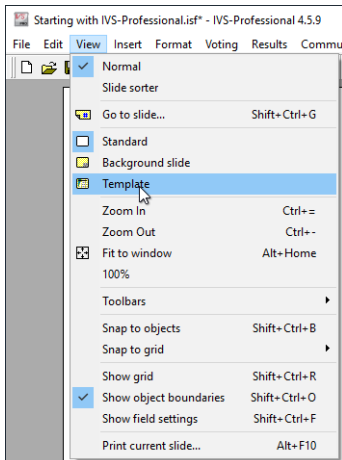 Starting with IVS-Professional.isf* - IVS-Professional 4.5.9
File Edit View Insert Format Voting Results Commu
Normal
Slide sorter
Go to slide... Shift+Ctrl+G
Standard
Background slide
Template
Zoom In Ctrl+=
Zoom Out Ctrl+-
Fit to window Alt+Home
100%
Toolbars
Snap to objects Shift+Ctrl+B
Snap to grid
Show grid Shift+Ctrl+R
Show object boundaries Shift+Ctrl+O
Show field settings Shift+Ctrl+F
Print current slide... Alt+F10